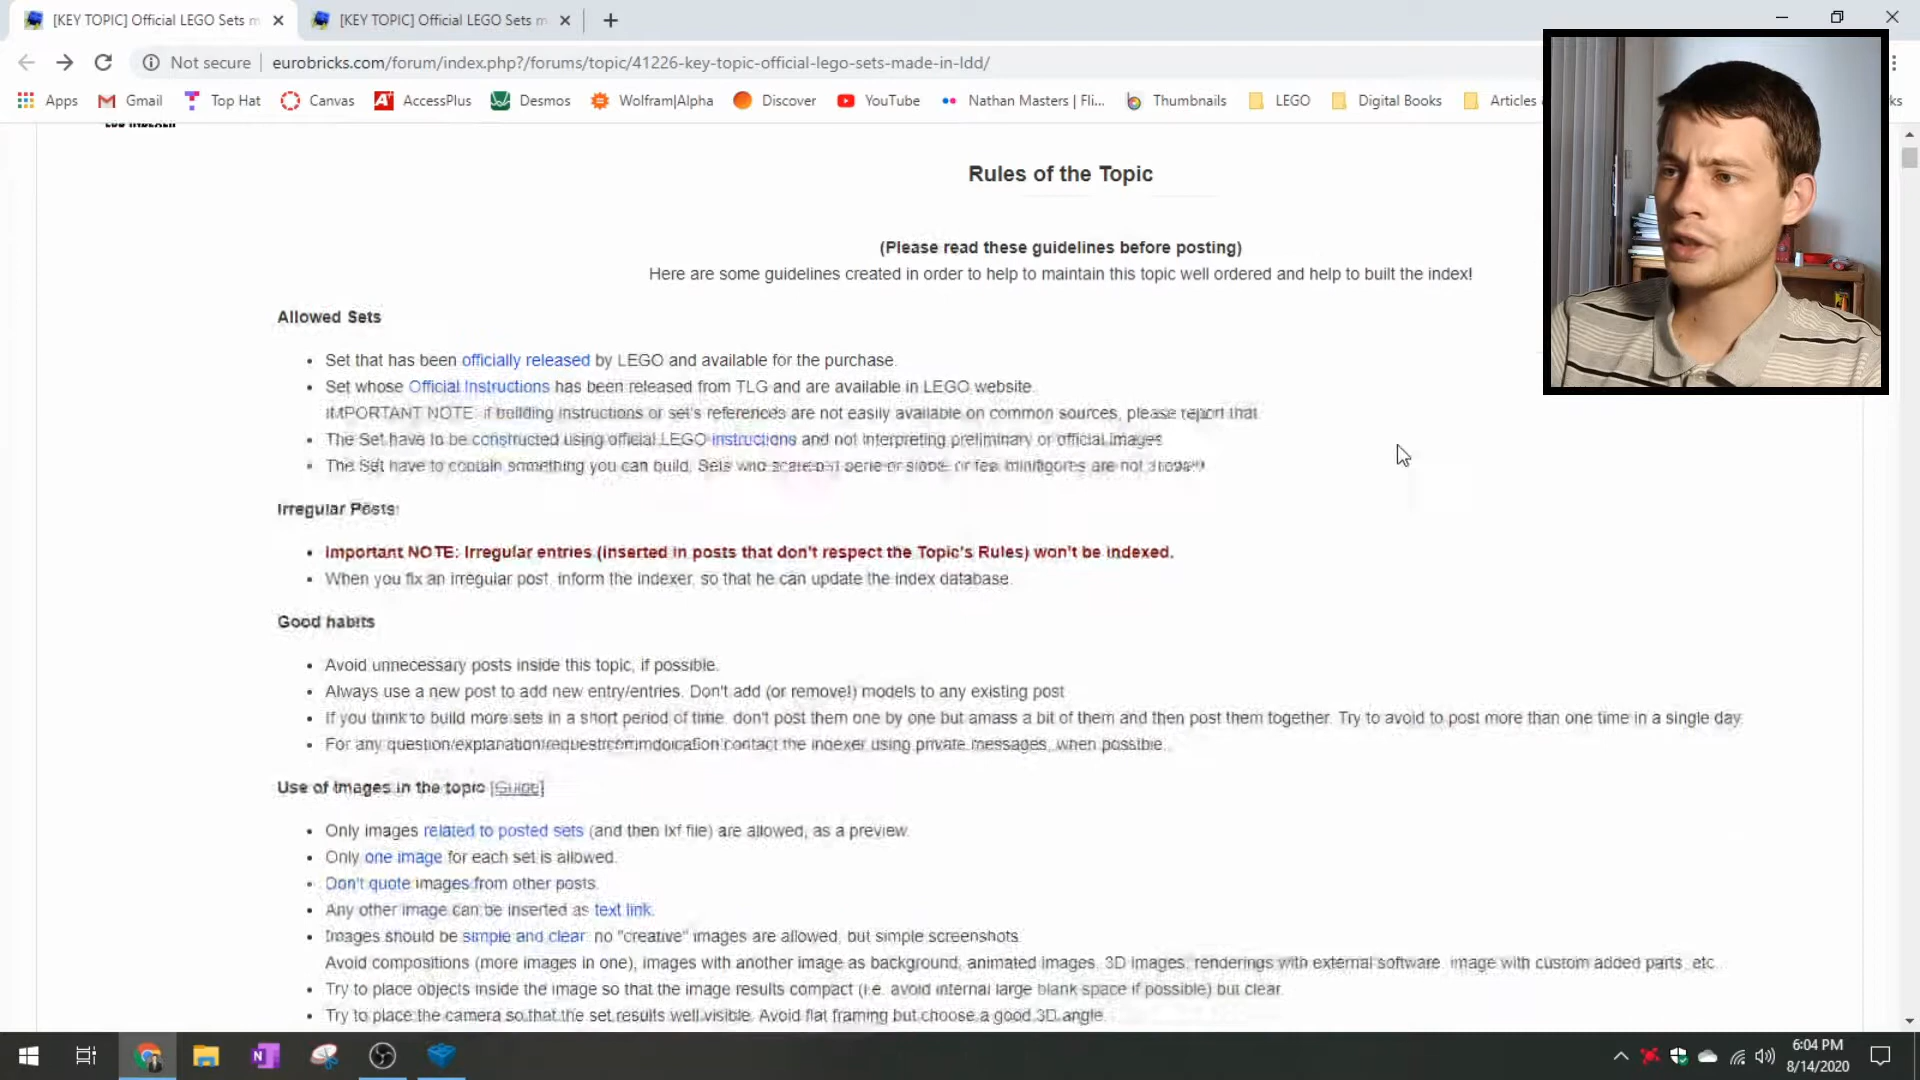 [KEY TOPIC] Official LEGO Sets m
[KEY TOPIC] Official LEGO Sets m
Not secure
eurobricks.com/forum/index.php?/forums/topic/41226-key-topic-official-lego-sets-made-in-ldd/
Apps
Gmail
Top Hat
Canvas
AccessPlus
Desmos
Wolfram|Alpha
Discover
YouTube
Nathan Masters | Fli...
Thumbnails
LEGO
Digital Books
Articles
ks
Rules of the Topic
(Please read these guidelines before posting)
Here are some guidelines created in order to help to maintain this topic well ordered and help to built the index!
Allowed Sets
Set that has been officially released by LEGO and available for the purchase.
Set whose Official Instructions has been released from TLG and are available in LEGO website.
IMPORTANT NOTE: if building instructions or set's references are not easily available on common sources, please report that
The Set have to be constructed using official LEGO instructions and not interpreting preliminary or official images
The Set have to contain something you can build. Sets or few minifigures are not allowed
Irregular Posts:
Important NOTE: Irregular entries (inserted in posts that don't respect the Topic's Rules) won't be indexed.
When you fix an irregular post, inform the indexer, so that he can update the index database.
Good habits
Avoid unnecessary posts inside this topic, if possible.
Always use a new post to add new entry/entries. Don't add (or remove!) models to any existing post
If you think to build more sets in a short period of time, don't post them one by one but amass a bit of them and then post them together. Try to avoid to post more than one time in a single day.
For any contact the indexer using private messages, when possible.
Use of Images in the topic [Guide]
Only images related to posted sets (and then lxf file) are allowed, as a preview.
Only one image for each set is allowed.
Don't quote images from other posts.
Any other image can be inserted as text link.
Images should be simple and clear: no "creative" images are allowed, but simple screenshots.
Avoid compositions (more images in one), images with another image as background, animated images, 3D Images, renderings with external software, image with custom added parts, etc.
Try to place objects inside the image so that the image results compact (i.e. avoid internal large blank space if possible) but clear.
Try to place the camera so that the set results well visible. Avoid flat framing but choose a good 3D angle.
6:04 PM
8/14/2020